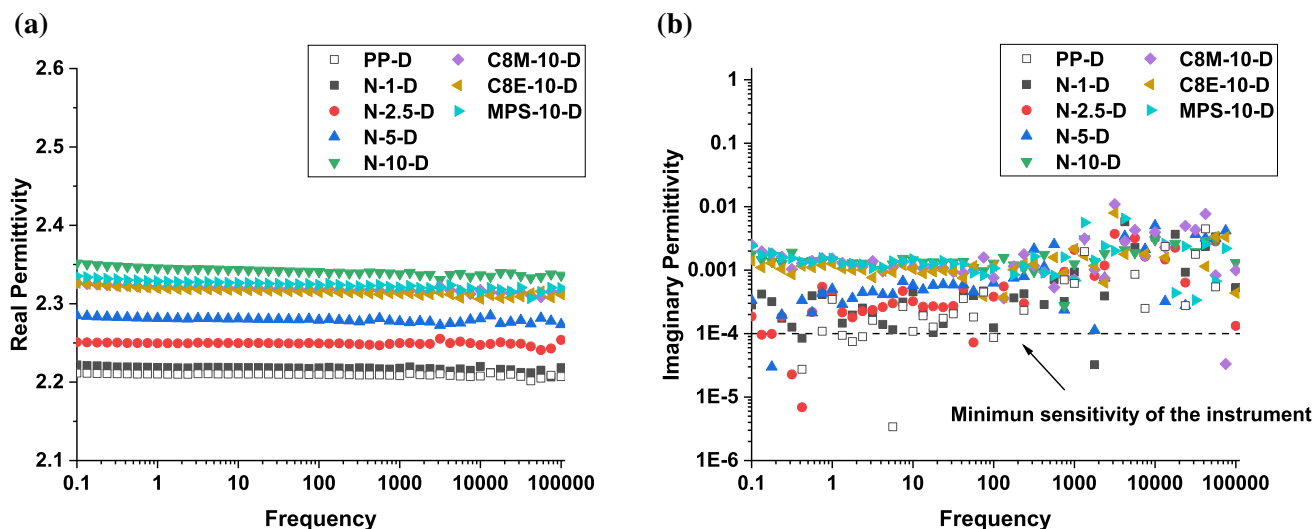 (a)
PP-D
N-1-D
N-2.5-D
N-5-D
N-10-D
C8M-10-D
C8E-10-D
MPS-10-D
2.6
2.5
2.4
2.3
2.2
2.1
Real Permittivity
0.1
1
10
100
1000
10000
100000
Frequency
(b)
PP-D
N-1-D
N-2.5-D
N-5-D
N-10-D
C8M-10-D
C8E-10-D
MPS-10-D
1
0.1
0.01
0.001
1E-4
1E-5
1E-6
Imaginary Permittivity
Minimun sensitivity of the instrument
0.1
1
10
100
1000
10000
100000
Frequency